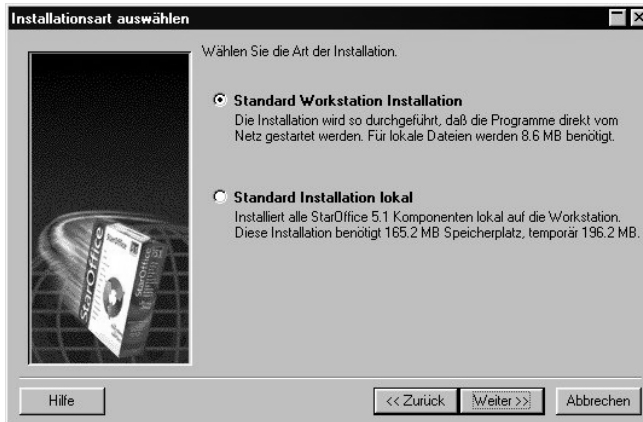 Installationsart auswählen
Wählen Sie die Art der Installation.
Standard Workstation Installation
Die Installation wird so durchgeführt, daß die Programme direkt vom
Netz gestartet werden. Für lokale Dateien werden 8.6 MB benötigt.
Standard Installation lokal
Installiert alle StarOffice 5.1 Komponenten lokal auf die Workstation.
Diese Installation benötigt 165.2 MB Speicherplatz, temporär 196.2 MB.
StarOffice
StarOffice
StarOffice
Hilfe
<< Zurück
Weiter >>
Abbrechen